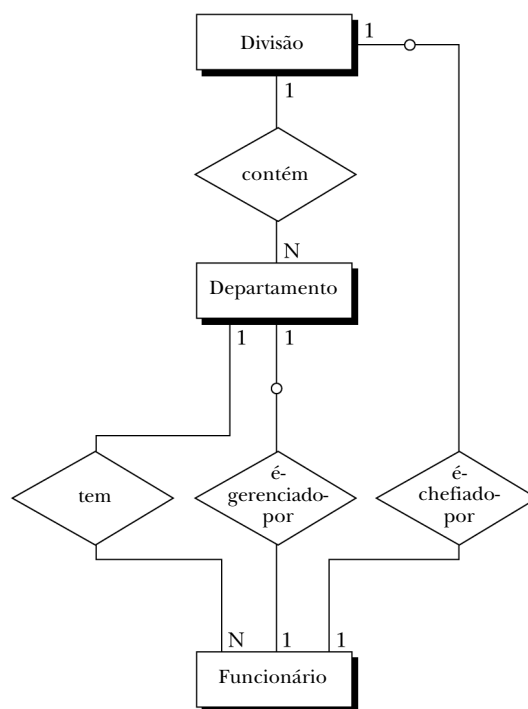 Divisão
1
1
contém
N
Departamento
1
1
tem
é-
gerenciado-
por
é-
chefiado-
por
N
1
1
Funcionário